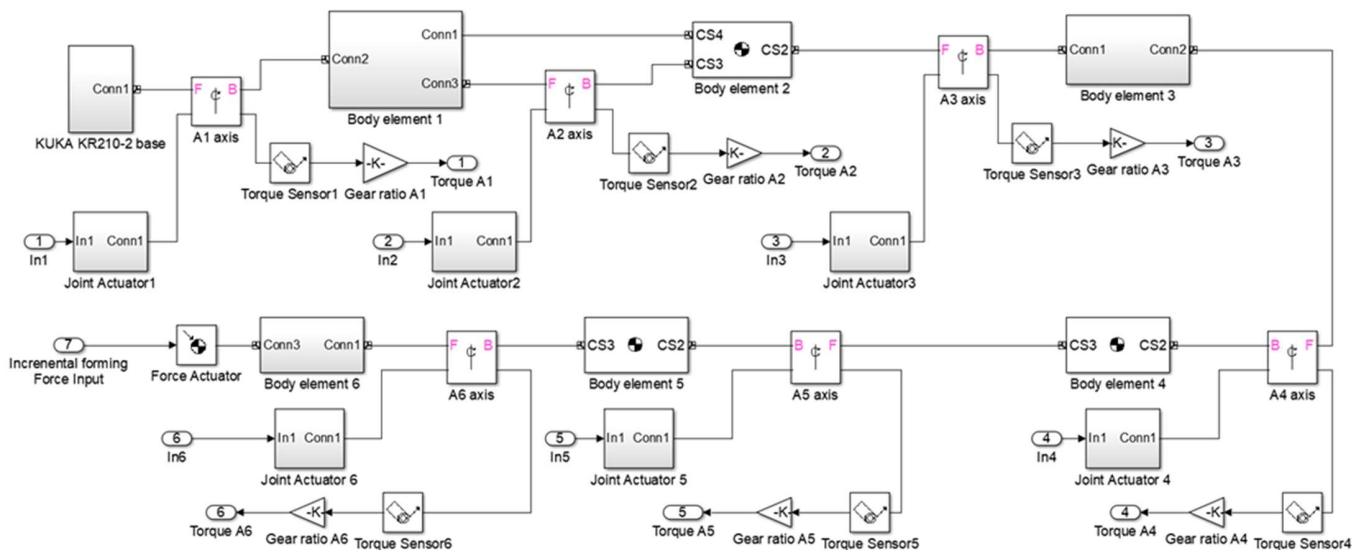 Conn1
KUKA KR210-2 base
F B
A1 axis
Conn2
Conn1
Conn3
Body element 1
F B
A2 axis
CS4
CS3
CS2
Body element 2
F B
A3 axis
Conn1
Conn2
Body element 3
Torque Sensor1
-K-
Gear ratio A1
1
Torque A1
Torque Sensor2
K-
Gear ratio A2
2
Torque A2
Torque Sensor3
K-
Gear ratio A3
3
Torque A3
1
In1
In1 Conn1
Joint Actuator1
2
In2
In1 Conn1
Joint Actuator2
3
In3
In1 Conn1
Joint Actuator3
7
Increnental forming
Force Input
Force Actuator
Conn3 Conn1
Body element 6
F B
A6 axis
CS3 CS2
Body element 5
B F
A5 axis
CS3 CS2
Body element 4
B F
A4 axis
6
In6
In1 Conn1
Joint Actuator 6
5
In5
In1 Conn1
Joint Actuator 5
4
In4
In1 Conn1
Joint Actuator 4
6
Torque A6
-K
Gear ratio A6
Torque Sensor6
5
Torque A5
-K
Gear ratio A5
Torque Sensor5
4
Torque A4
-K
Gear ratio A4
Torque Sensor4